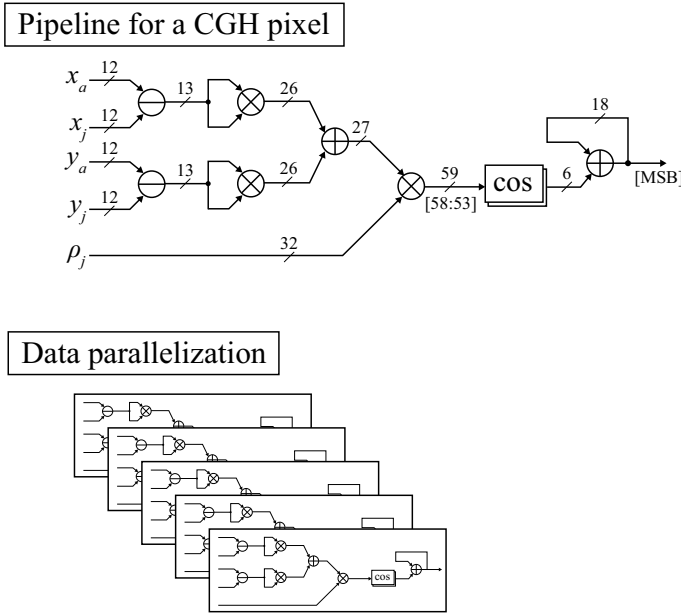 Pipeline for a CGH pixel
x_a 12
13
26
x_j 12
27
18
y_a 12
13
26
59
cos
6
[MSB]
y_j 12
[58:53]
ρ_j 32
Data parallelization
cos